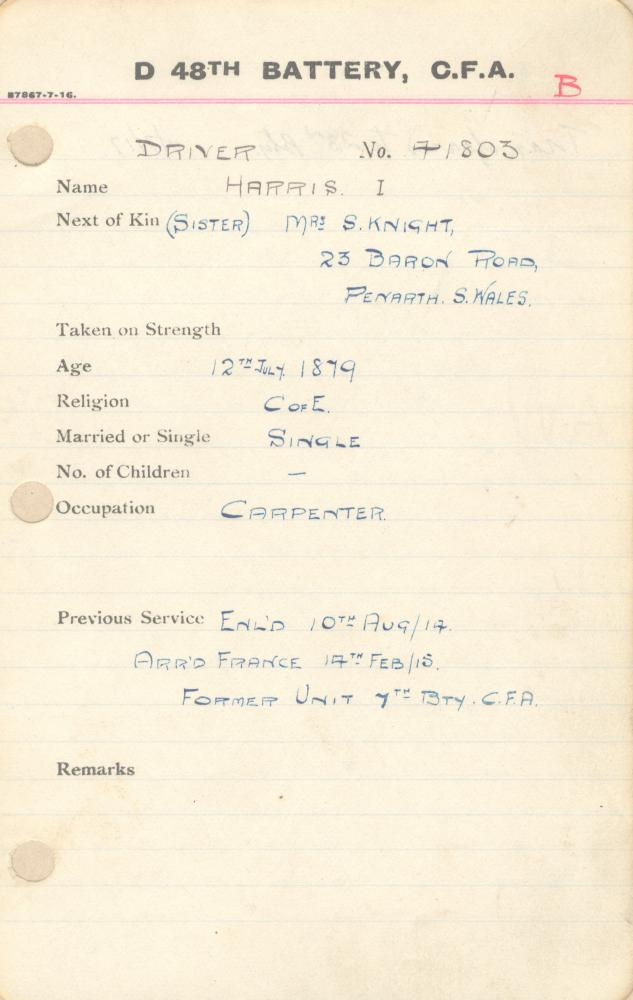 D 48TH BATTERY, C.F.A.
B
B7867-7-16.
DRIVER No. 41803
Name HARRIS. I
Next of Kin (SISTER) MRS S. KNIGHT,
23 BARON ROAD,
PENARTH. S. WALES.
Taken on Strength
Age 12TH JULY. 1879
Religion C OF E.
Married or Single SINGLE
No. of Children —
Occupation CARPENTER.
Previous Service ENL'D 10TH AUG/14.
ARR'D FRANCE 14TH FEB/15.
FORMER UNIT 7TH BTY. C.F.A.
Remarks